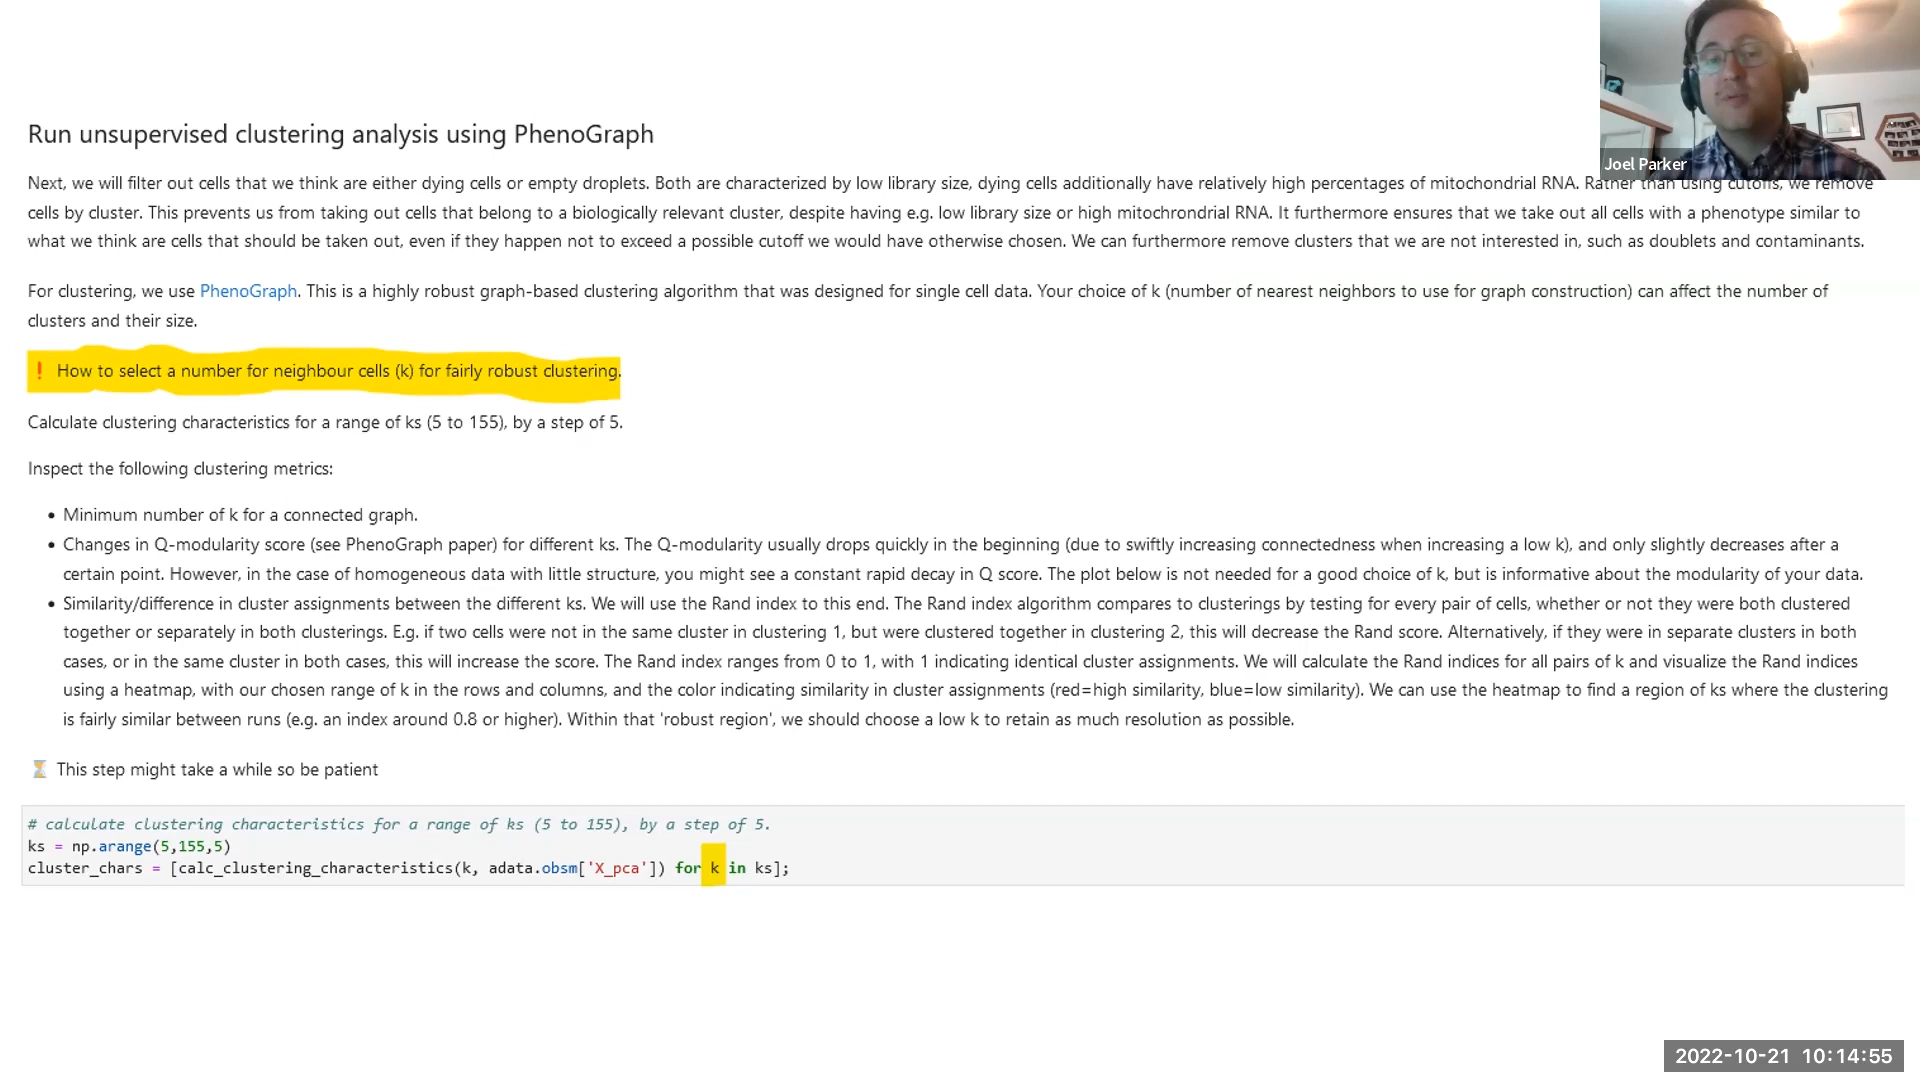 Joel Parker
Run unsupervised clustering analysis using PhenoGraph
Next, we will filter out cells that we think are either dying cells or empty droplets. Both are characterized by low library size, dying cells additionally have relatively high percentages of mitochondrial RNA. Rather than using cutoffs, we remove
cells by cluster. This prevents us from taking out cells that belong to a biologically relevant cluster, despite having e.g. low library size or high mitochrondrial RNA. It furthermore ensures that we take out all cells with a phenotype similar to
what we think are cells that should be taken out, even if they happen not to exceed a possible cutoff we would have otherwise chosen. We can furthermore remove clusters that we are not interested in, such as doublets and contaminants.
For clustering, we use PhenoGraph. This is a highly robust graph-based clustering algorithm that was designed for single cell data. Your choice of k (number of nearest neighbors to use for graph construction) can affect the number of
clusters and their size.
❗ How to select a number for neighbour cells (k) for fairly robust clustering.
Calculate clustering characteristics for a range of ks (5 to 155), by a step of 5.
Inspect the following clustering metrics:
• Minimum number of k for a connected graph.
• Changes in Q-modularity score (see PhenoGraph paper) for different ks. The Q-modularity usually drops quickly in the beginning (due to swiftly increasing connectedness when increasing a low k), and only slightly decreases after a
certain point. However, in the case of homogeneous data with little structure, you might see a constant rapid decay in Q score. The plot below is not needed for a good choice of k, but is informative about the modularity of your data.
• Similarity/difference in cluster assignments between the different ks. We will use the Rand index to this end. The Rand index algorithm compares to clusterings by testing for every pair of cells, whether or not they were both clustered
together or separately in both clusterings. E.g. if two cells were not in the same cluster in clustering 1, but were clustered together in clustering 2, this will decrease the Rand score. Alternatively, if they were in separate clusters in both
cases, or in the same cluster in both cases, this will increase the score. The Rand index ranges from 0 to 1, with 1 indicating identical cluster assignments. We will calculate the Rand indices for all pairs of k and visualize the Rand indices
using a heatmap, with our chosen range of k in the rows and columns, and the color indicating similarity in cluster assignments (red=high similarity, blue=low similarity). We can use the heatmap to find a region of ks where the clustering
is fairly similar between runs (e.g. an index around 0.8 or higher). Within that 'robust region', we should choose a low k to retain as much resolution as possible.
⏳ This step might take a while so be patient
# calculate clustering characteristics for a range of ks (5 to 155), by a step of 5.
ks = np.arange(5,155,5)
cluster_chars = [calc_clustering_characteristics(k, adata.obsm['X_pca']) for k in ks];
2022-10-21 10:14:55